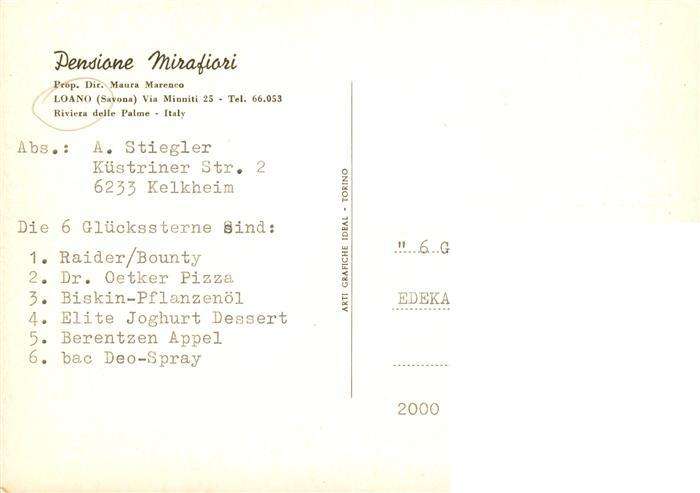 Pensione Mirafiori
Prop. Dir. Maura Marenco
LOANO (Savona) Via Minniti 25 - Tel. 66.053
Riviera delle Palme - Italy
Abs.: A. Stiegler
Küstriner Str. 2
6233 Kelkheim
Die 6 Glückssterne Sind:
1. Raider/Bounty
2. Dr. Oetker Pizza
3. Biskin-Pflanzenöl
4. Elite Joghurt Dessert
5. Berentzen Appel
6. bac Deo-Spray
ARTI GRAFICHE IDEAL - TORINO
" 6 G
EDEKA
2000